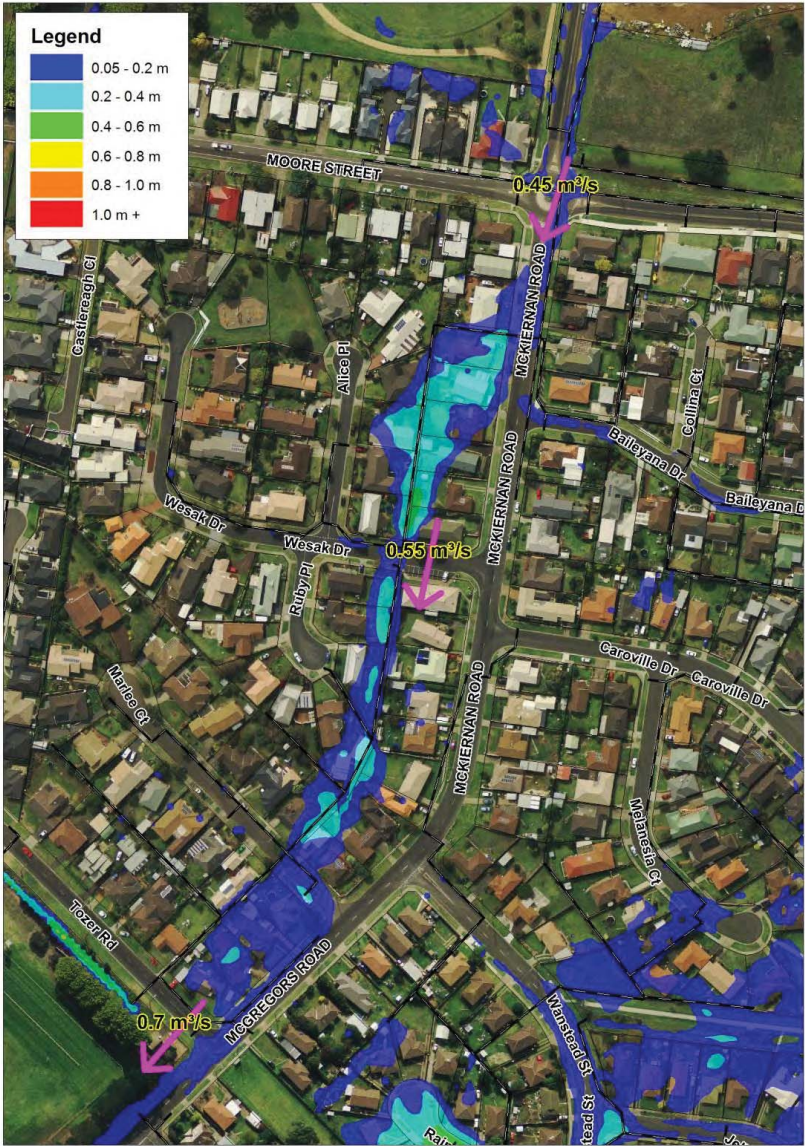 Legend
0.05 - 0.2 m
0.2 - 0.4 m
0.4 - 0.6 m
0.6 - 0.8 m
0.8 - 1.0 m
1.0 m +
MOORE STREET
0.45 m³/s
MCKIERNAN ROAD
Castlereagh Cl
Alice Pl
Collina Ct
MCKIERNAN ROAD
Baileyana Dr
Baileyana D
Wesak Dr
Wesak Dr
0.55 m³/s
Ruby Pl
Caroville Dr
Caroville Dr
MCKIERNAN ROAD
Marlee Ct
Melanesia Ct
Tozer Rd
MCGREGORS ROAD
0.7 m³/s
Wanstead St
tead St